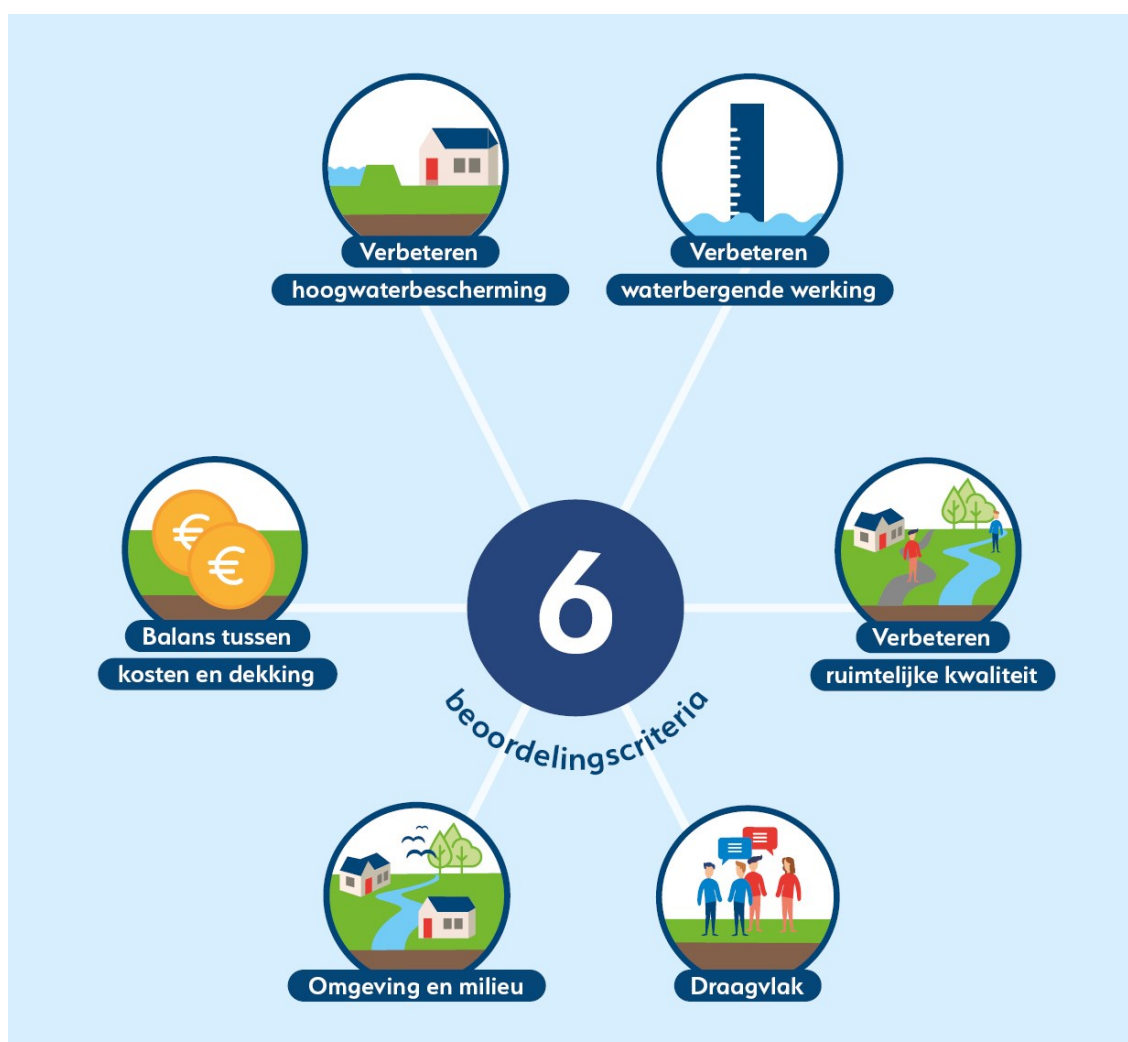 Verbeteren
hoogwaterbescherming
Verbeteren
waterbergende werking
€
€
Balans tussen
kosten en dekking
6
beoordelingscriteria
Verbeteren
ruimtelijke kwaliteit
Omgeving en milieu
Draagvlak